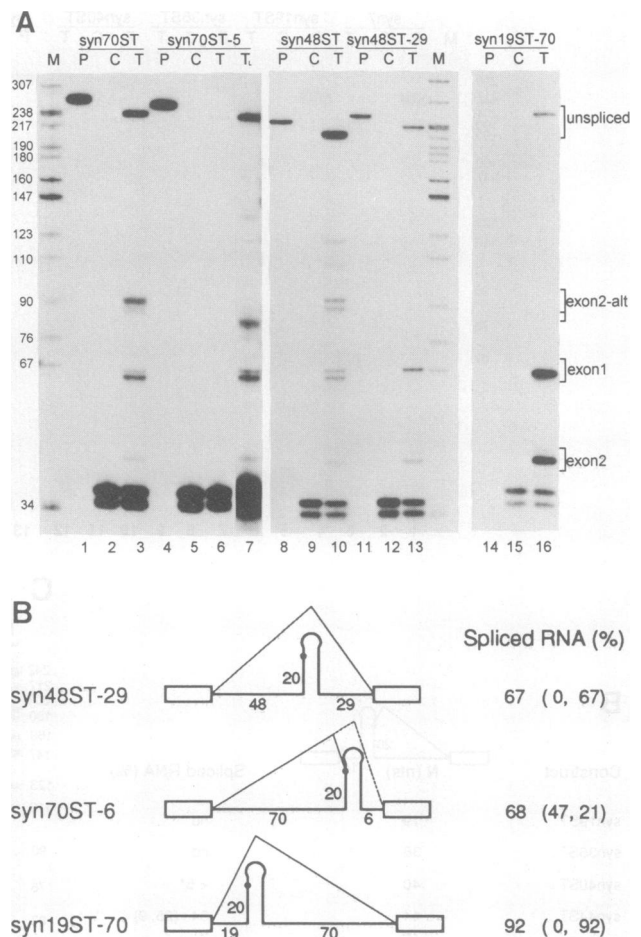 A
syn70ST syn70ST-5 syn48ST syn48ST-29 syn19ST-70
M P C T P C T T P C T P C T M P C T
307
238
217
190
180
160
147
123
110
90
76
67
34
unspliced
exon2-alt
exon1
exon2
1 2 3 4 5 6 7 8 9 10 11 12 13 14 15 16
B
Spliced RNA (%)
syn48ST-29 20 48 29 67 ( 0, 67)
syn70ST-6 20 70 6 68 (47, 21)
syn19ST-70 20 19 70 92 ( 0, 92)